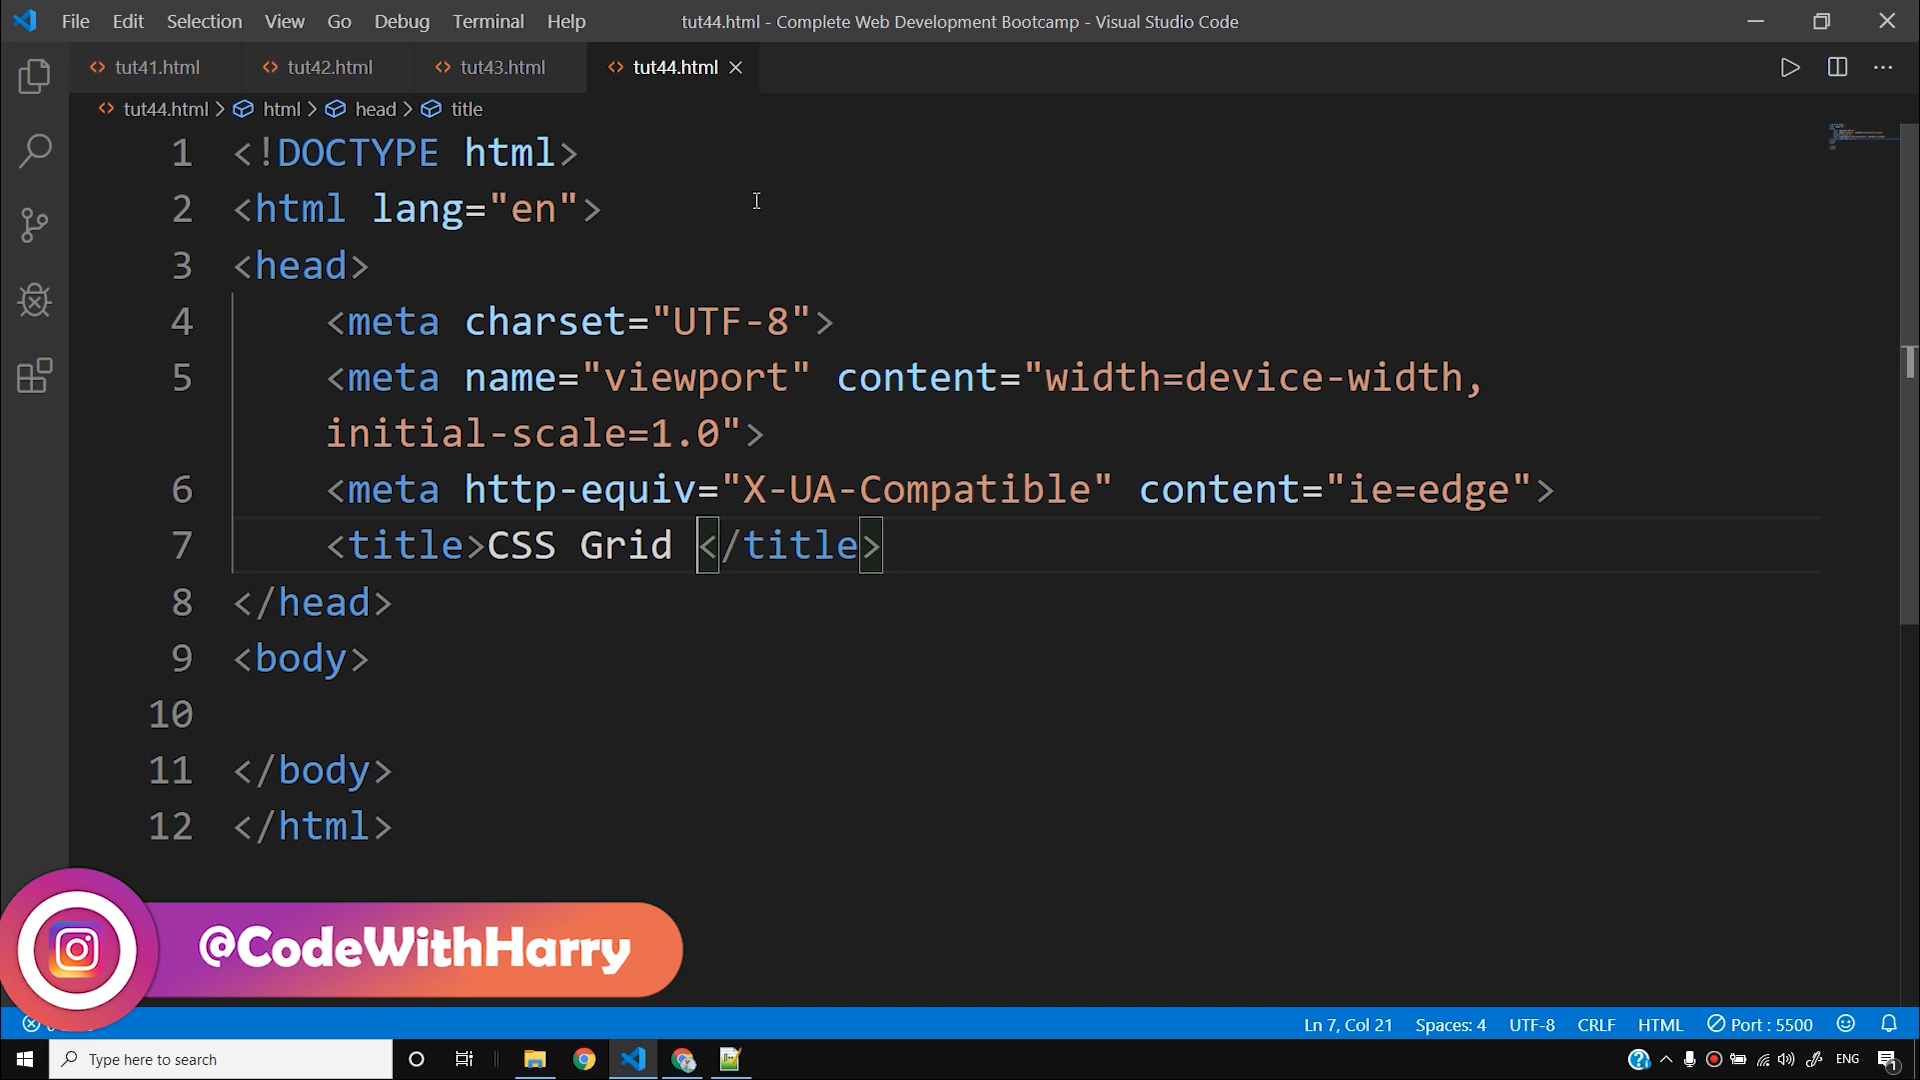 File Edit Selection View Go Debug Terminal Help tut44.html - Complete Web Development Bootcamp - Visual Studio Code
tut41.html tut42.html tut43.html tut44.html
tut44.html > html > head > title
1 <!DOCTYPE html>
2 <html lang="en">
3 <head>
4 <meta charset="UTF-8">
5 <meta name="viewport" content="width=device-width,
initial-scale=1.0">
6 <meta http-equiv="X-UA-Compatible" content="ie=edge">
7 <title>CSS Grid </title>
8 </head>
9 <body>
10
11 </body>
12 </html>
@CodeWithHarry
Ln 7, Col 21 Spaces: 4 UTF-8 CRLF HTML Port : 5500
Type here to search ENG 1